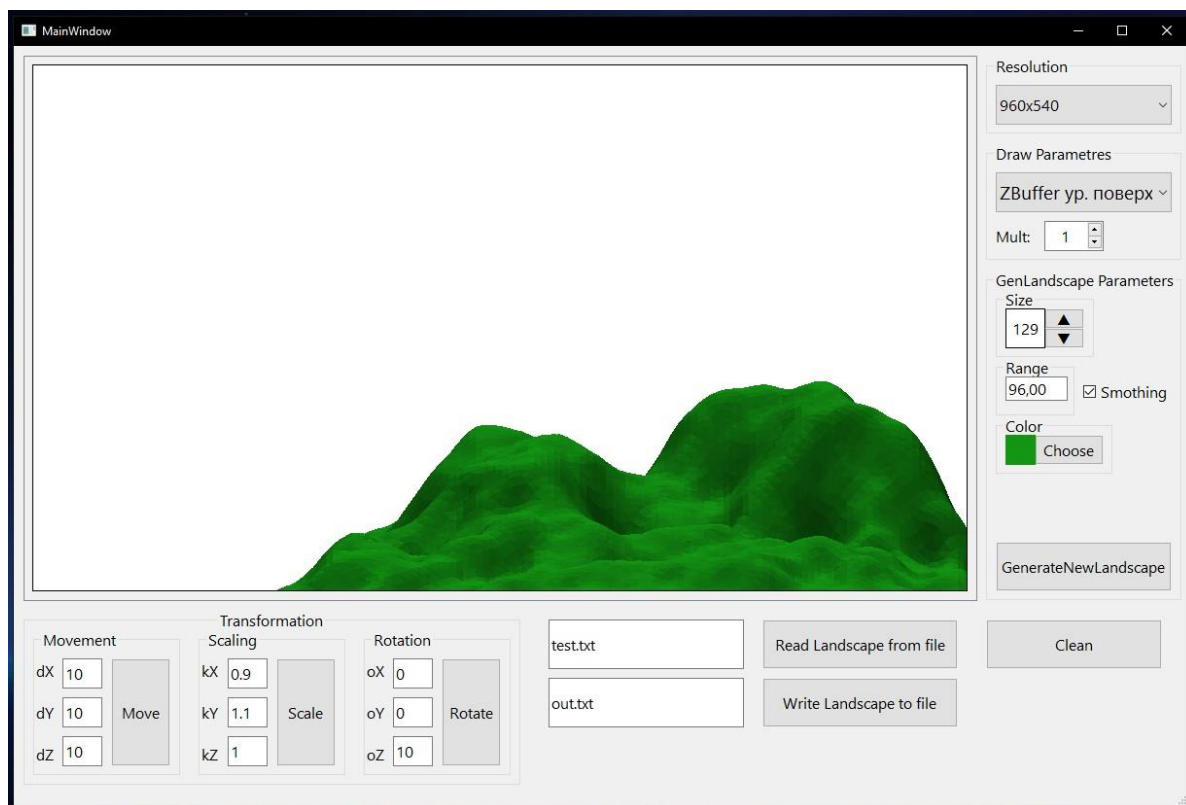 MainWindow
Resolution
960x540
Draw Parametres
ZBuffer ур. поверх
Mult: 1
GenLandscape Parameters
Size
129
Range
96,00
Smothing
Color
Choose
GenerateNewLandscape
Transformation
Movement
dX 10
dY 10
dZ 10
Move
Scaling
kX 0.9
kY 1.1
kZ 1
Scale
Rotation
oX 0
oY 0
oZ 10
Rotate
test.txt
Read Landscape from file
Clean
out.txt
Write Landscape to file